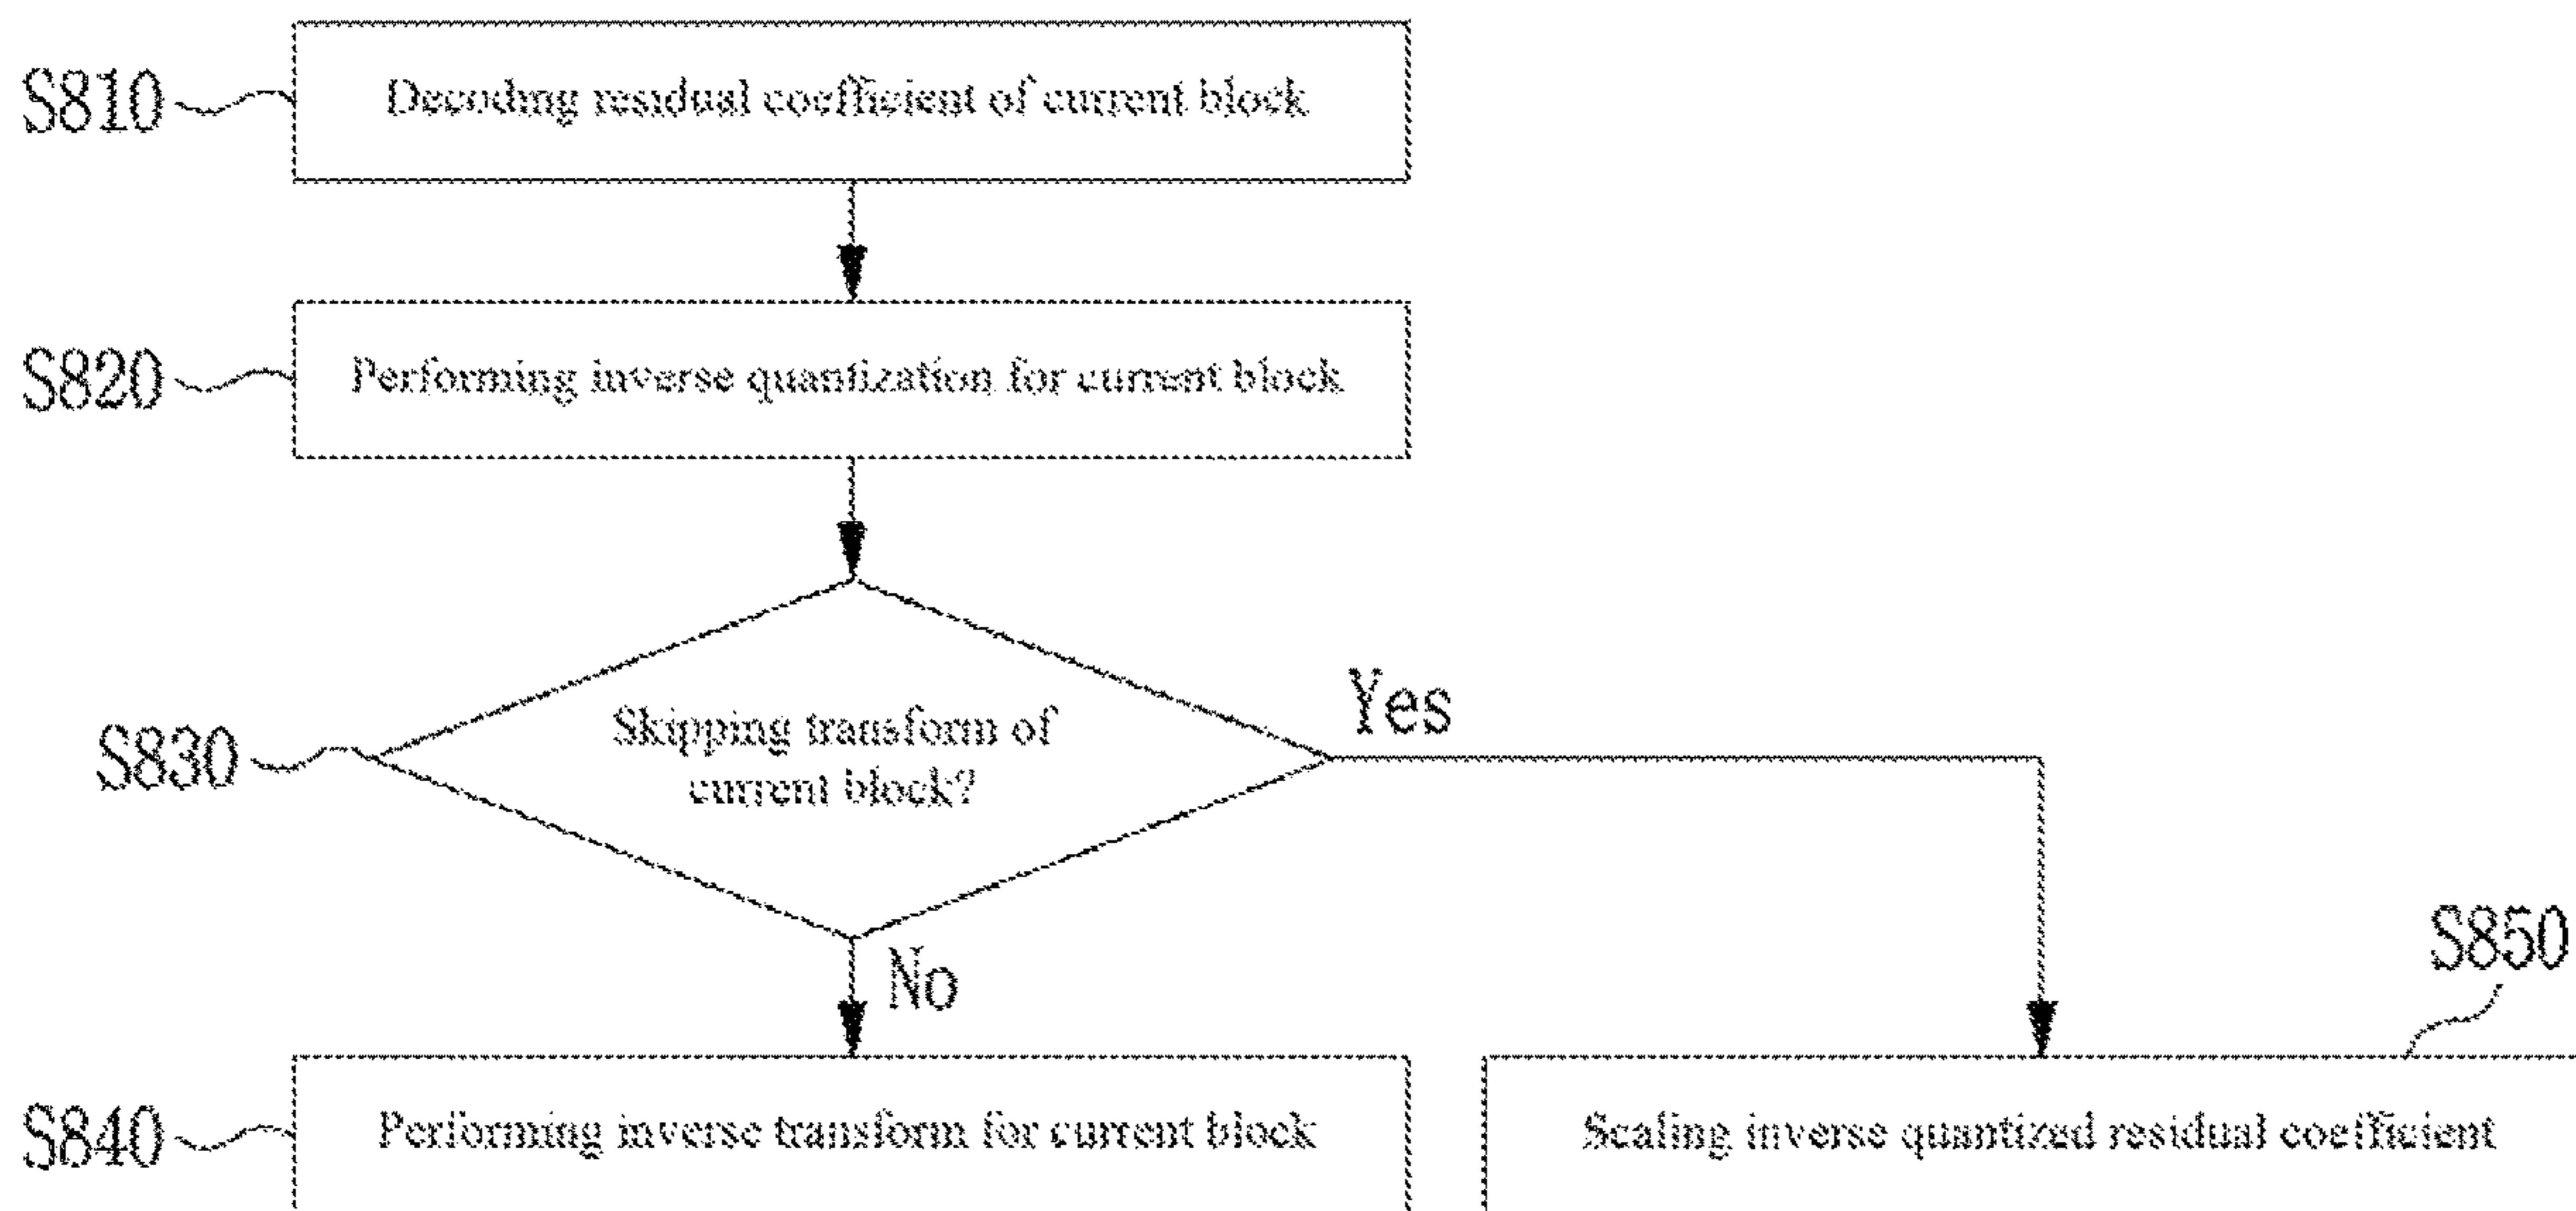 S810
Decoding residual coefficient of current block
S820
Performing inverse quantization for current block
S830
Skipping transform of
current block?
Yes
No
S850
S840
Performing inverse transform for current block
Scaling inverse quantized residual coefficient